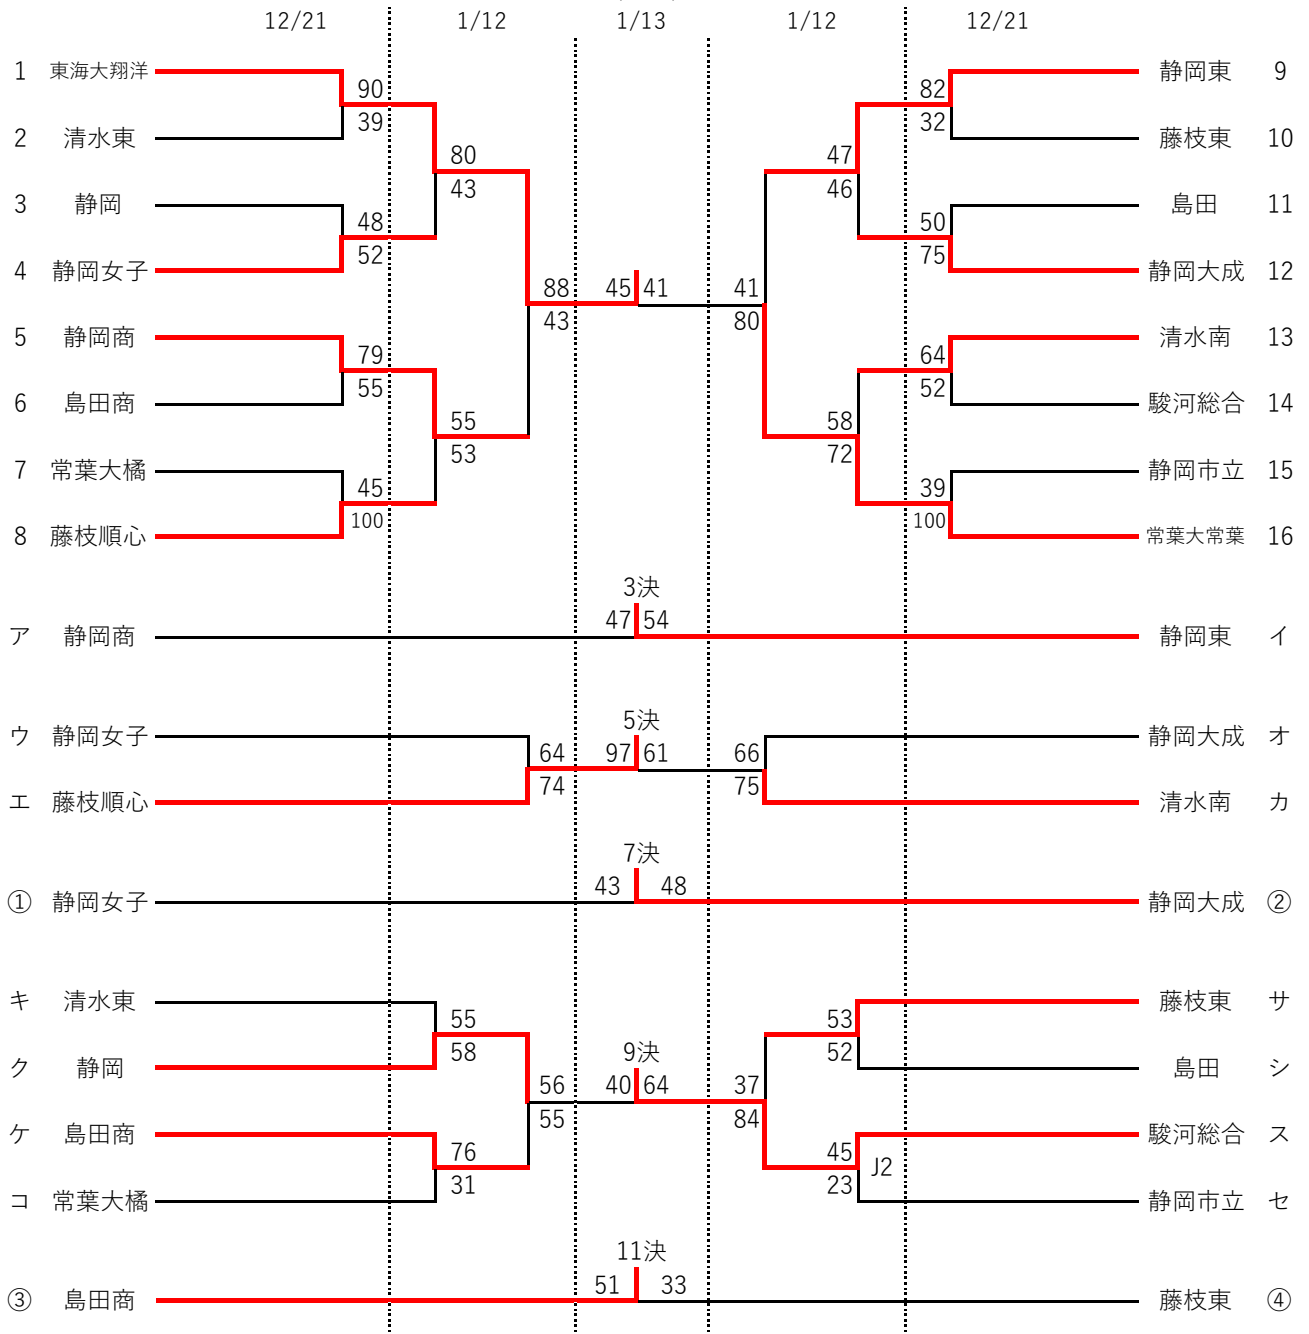 12/21 1/12 1/13 1/12 12/21
1 東海大翔洋 静岡東 9
90 82
39 32
2 清水東 藤枝東 10
80 47
43 46
3 静岡 島田 11
48 50
52 75
4 静岡女子 静岡大成 12
88 45 41 41
43 80
5 静岡商 清水南 13
79 64
55 52
6 島田商 駿河総合 14
55 58
53 72
7 常葉大橘 静岡市立 15
45 39
100 100
8 藤枝順心 常葉大常葉 16
3決
47 54
ア 静岡商 静岡東 イ
5決
ウ 静岡女子 静岡大成 オ
64 97 61 66
74 75
エ 藤枝順心 清水南 カ
7決
43 48
① 静岡女子 静岡大成 ②
キ 清水東 藤枝東 サ
55 53
58 52
9決
ク 静岡 島田 シ
56 40 64 37
55 84
ケ 島田商 駿河総合 ス
76 45
J2
31 23
コ 常葉大橘 静岡市立 セ
11決
51 33
③ 島田商 藤枝東 ④